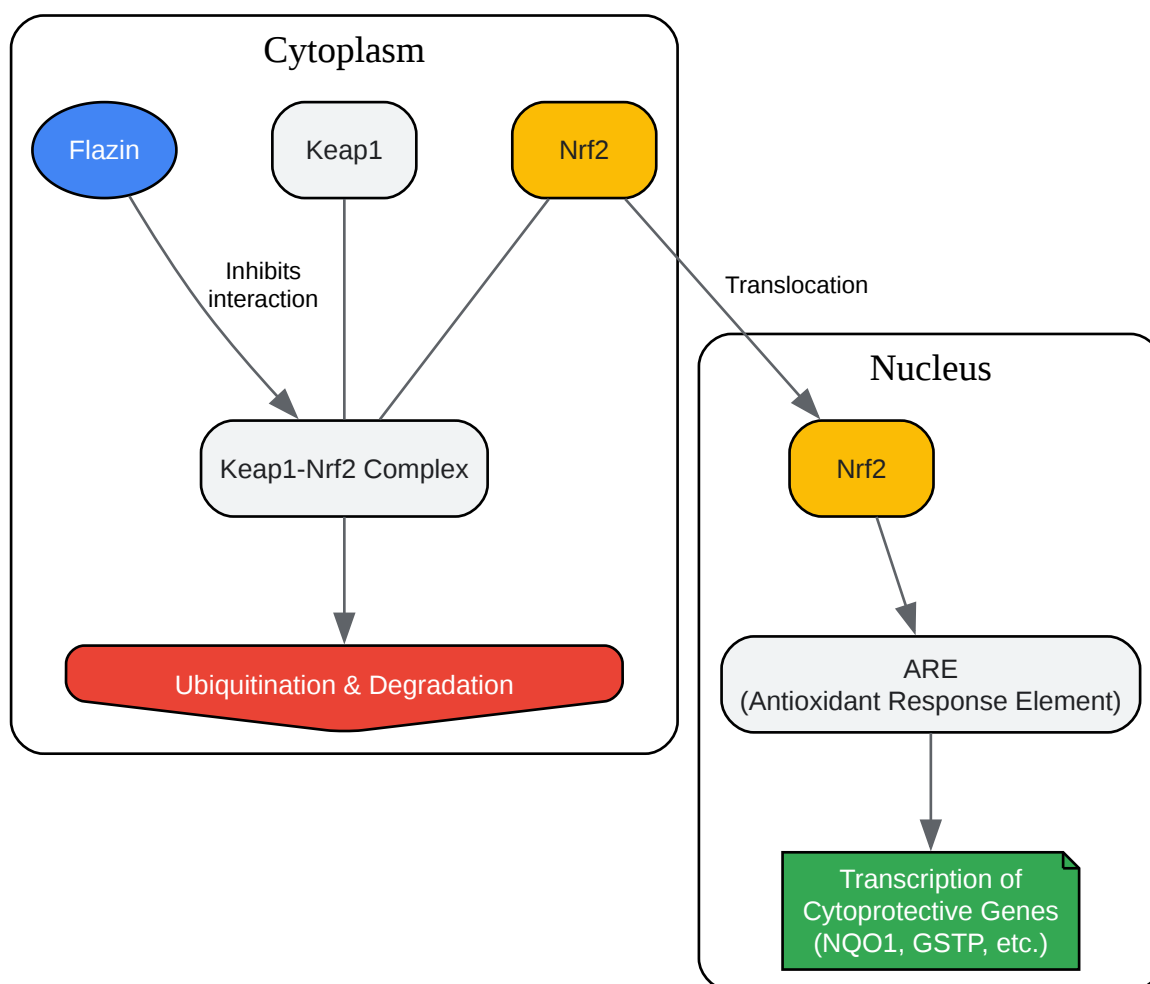 Cytoplasm
Flazin
Keap1
Nrf2
Inhibits
interaction
Translocation
Keap1-Nrf2 Complex
Ubiquitination & Degradation
Nucleus
Nrf2
ARE
(Antioxidant Response Element)
Transcription of
Cytoprotective Genes
(NQO1, GSTP, etc.)